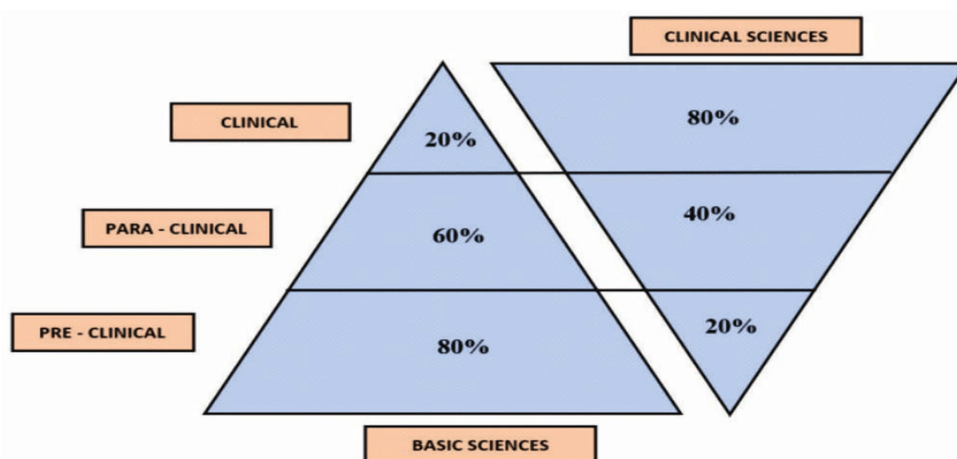 CLINICAL SCIENCES
CLINICAL
20%
80%
PARA - CLINICAL
60%
40%
PRE - CLINICAL
80%
20%
BASIC SCIENCES